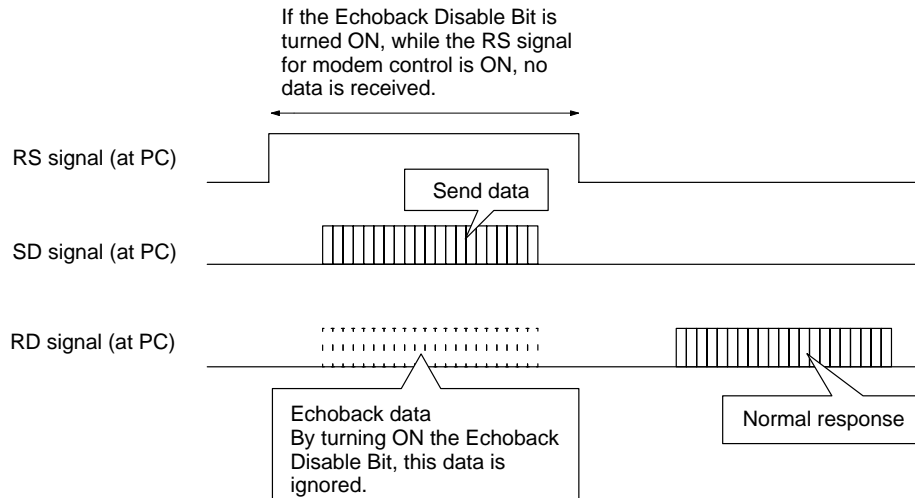 If the Echoback Disable Bit is
turned ON, while the RS signal
for modem control is ON, no
data is received.
RS signal (at PC)
Send data
SD signal (at PC)
RD signal (at PC)
Echoback data
By turning ON the Echoback
Disable Bit, this data is
ignored.
Normal response